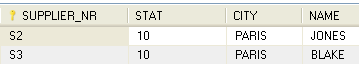 SUPPLIER_NR STAT CITY NAME
S2 10 PARIS JONES
S3 10 PARIS BLAKE